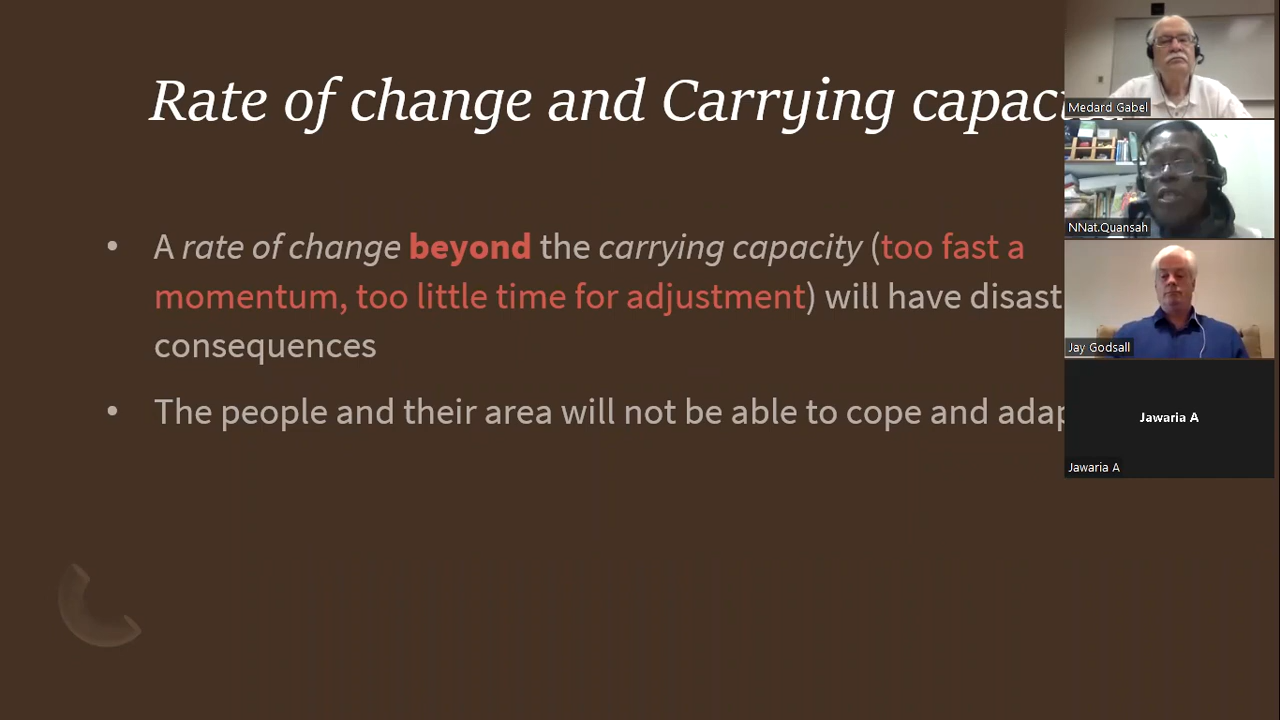 Rate of change and Carrying capac
• A rate of change beyond the carrying capacity (too fast a
momentum, too little time for adjustment) will have disast
consequences
• The people and their area will not be able to cope and adap
Medard Gabel
NNat.Quansah
Jay Godsall
Jawaria A
Jawaria A